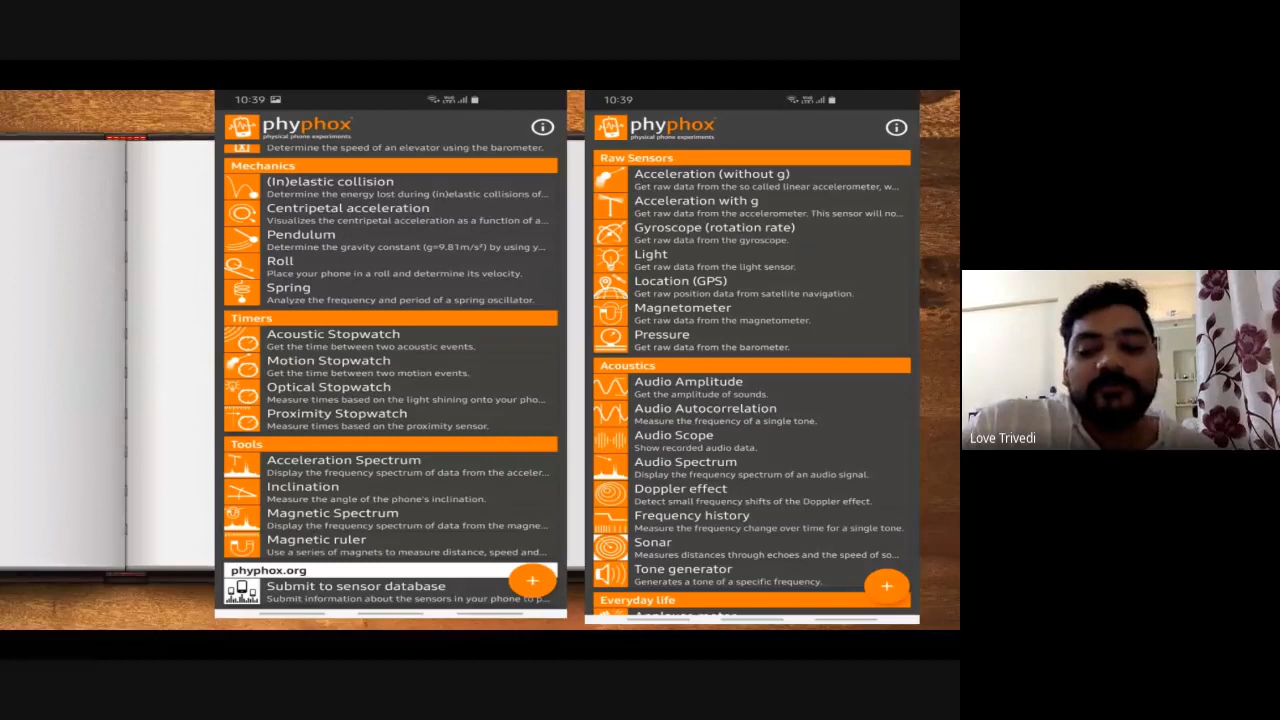 10:39
phyphox
physical phone experiments
Determine the speed of an elevator using the barometer.
Mechanics
(In)elastic collision
Determine the energy lost during (in)elastic collisions of...
Centripetal acceleration
Visualizes the centripetal acceleration as a function of a...
Pendulum
Determine the gravity constant (g=9.81m/s²) by using y...
Roll
Place your phone in a roll and determine its velocity.
Spring
Analyze the frequency and period of a spring oscillator.
Timers
Acoustic Stopwatch
Get the time between two acoustic events.
Motion Stopwatch
Get the time between two motion events.
Optical Stopwatch
Measure times based on the light shining onto your pho...
Proximity Stopwatch
Measure times based on the proximity sensor.
Tools
Acceleration Spectrum
Display the frequency spectrum of data from the acceler...
Inclination
Measure the angle of the phone's inclination.
Magnetic Spectrum
Display the frequency spectrum of data from the magne...
Magnetic ruler
Use a series of magnets to measure distance, speed and...
phyphox.org
Submit to sensor database
Submit information about the sensors in your phone to p...
10:39
phyphox
physical phone experiments
Raw Sensors
Acceleration (without g)
Get raw data from the so called linear accelerometer, w...
Acceleration with g
Get raw data from the accelerometer. This sensor will no...
Gyroscope (rotation rate)
Get raw data from the gyroscope.
Light
Get raw data from the light sensor.
Location (GPS)
Get raw position data from satellite navigation.
Magnetometer
Get raw data from the magnetometer.
Pressure
Get raw data from the barometer.
Acoustics
Audio Amplitude
Get the amplitude of sounds.
Audio Autocorrelation
Measure the frequency of a single tone.
Audio Scope
Show recorded audio data.
Audio Spectrum
Display the frequency spectrum of an audio signal.
Doppler effect
Detect small frequency shifts of the Doppler effect.
Frequency history
Measure the frequency change over time for a single tone.
Sonar
Measures distances through echoes and the speed of so...
Tone generator
Generates a tone of a specific frequency.
Everyday life
Love Trivedi